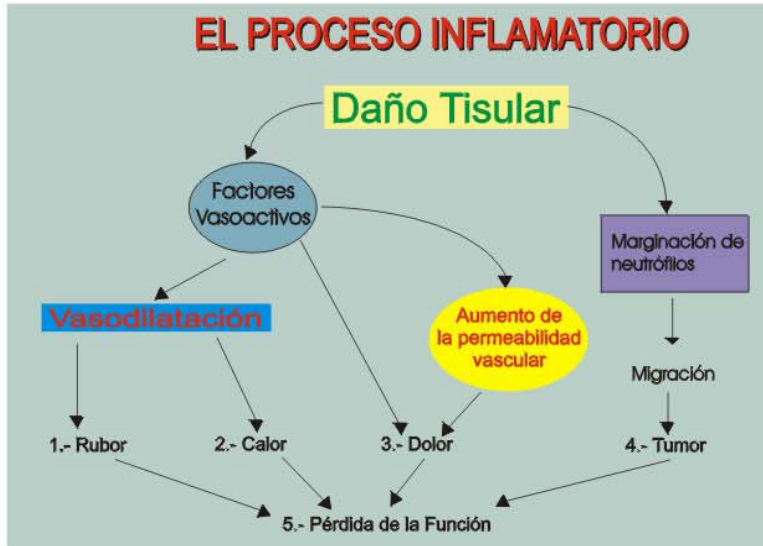 EL PROCESO INFLAMATORIO
Daño Tisular
Factores
Vasoactivos
Marginación de
neutrófilos
Vasodilatación
Aumento de
la permeabilidad
vascular
Migración
1.- Rubor
2.- Calor
3.- Dolor
4.- Tumor
5.- Pérdida de la Función